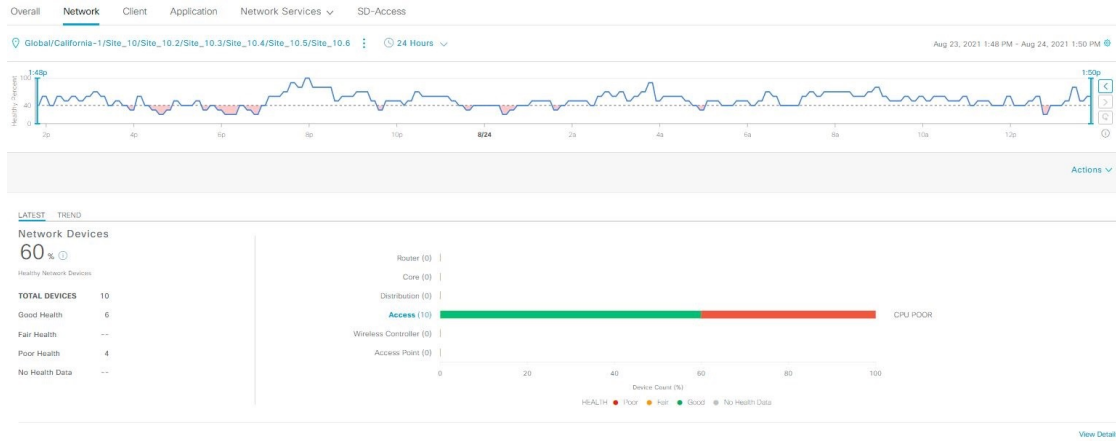 Overall Network Client Application Network Services SD-Access
Global/California-1/Site_10/Site_10.2/Site_10.3/Site_10.4/Site_10.5/Site_10.6 24 Hours Aug 23, 2021 1:48 PM - Aug 24, 2021 1:50 PM
1:48p 1:50p
Healthy Percent
100
40
0
2p 4p 6p 8p 10p 8/24 2a 4a 6a 8a 10a 12p
Actions
LATEST TREND
Network Devices
60 %
Healthy Network Devices
TOTAL DEVICES 10
Good Health 6
Fair Health --
Poor Health 4
No Health Data --
Router (0)
Core (0)
Distribution (0)
Access (10) CPU POOR
Wireless Controller (0)
Access Point (0)
0 20 40 60 80 100
Device Count (%)
HEALTH Poor Fair Good No Health Data
View Detail